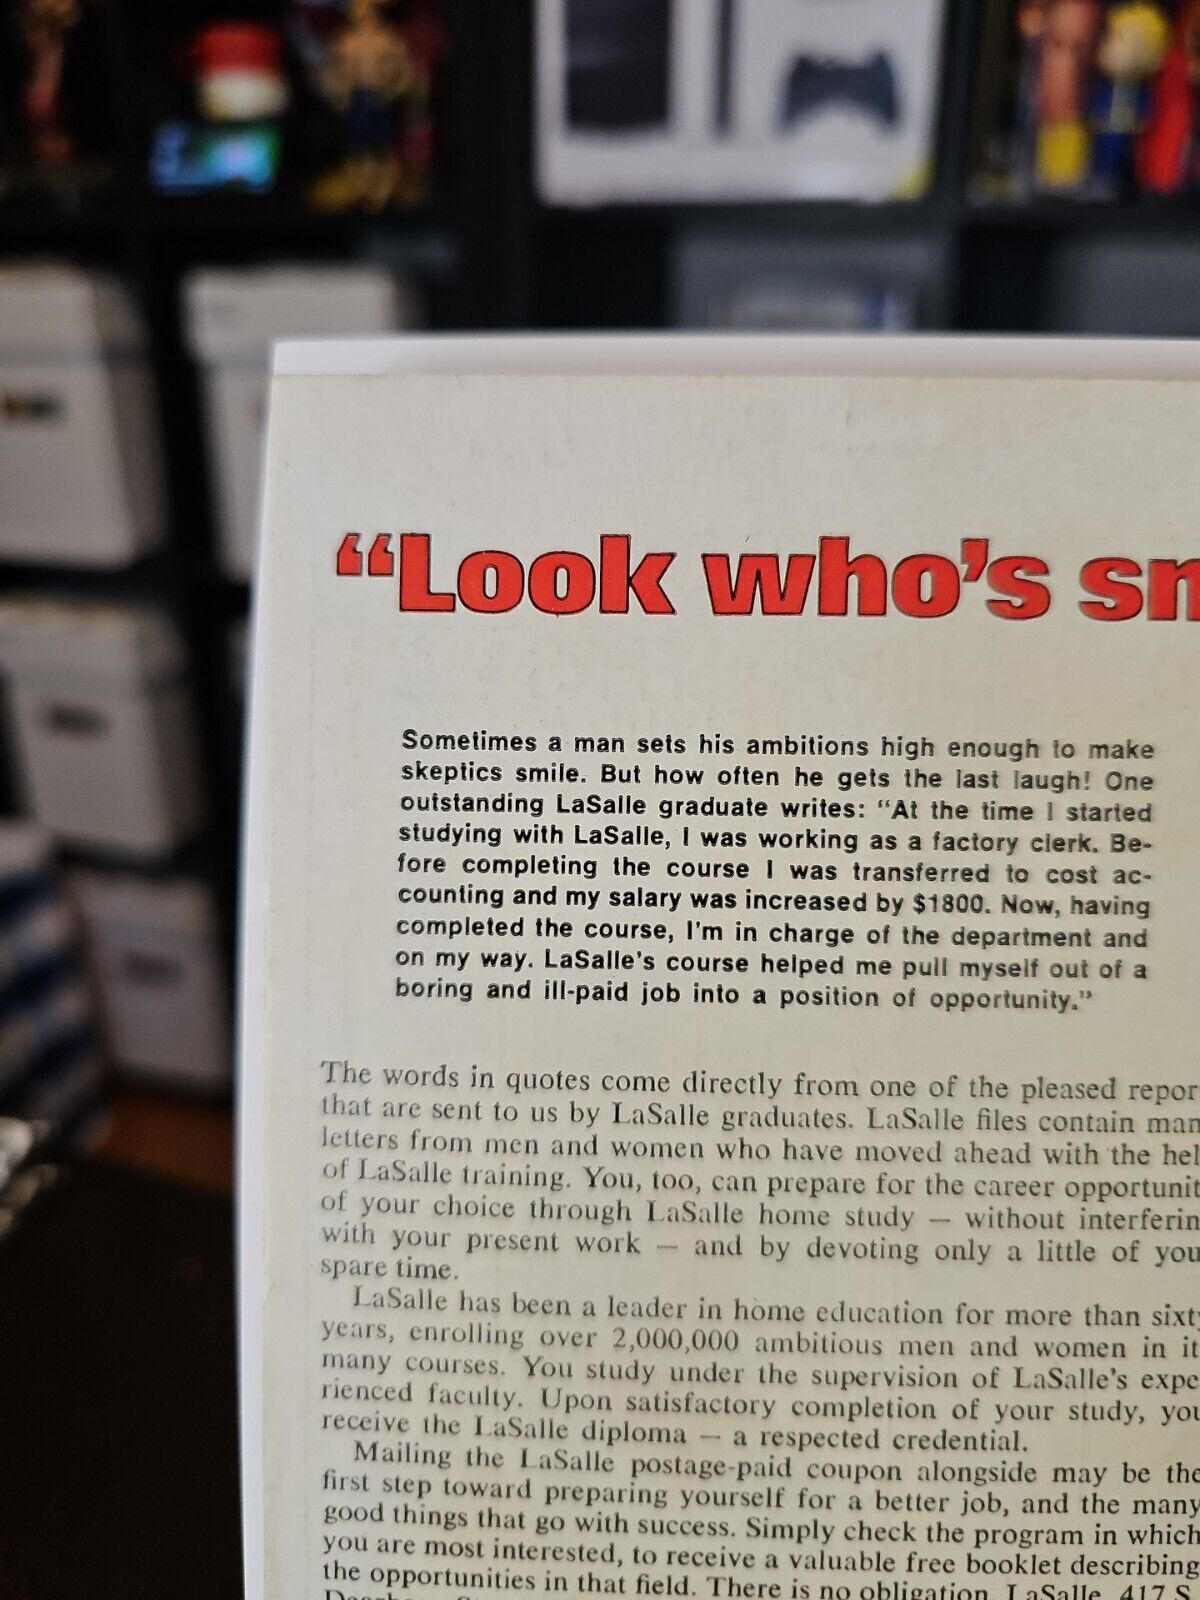 “Look who’s sm
Sometimes a man sets his ambitions high enough to make
skeptics smile. But how often he gets the last laugh! One
outstanding LaSalle graduate writes: “At the time I started
studying with LaSalle, I was working as a factory clerk. Be-
fore completing the course I was transferred to cost ac-
counting and my salary was increased by $1800. Now, having
completed the course, I’m in charge of the department and
on my way. LaSalle’s course helped me pull myself out of a
boring and ill-paid job into a position of opportunity.”
The words in quotes come directly from one of the pleased repor
that are sent to us by LaSalle graduates. LaSalle files contain man
letters from men and women who have moved ahead with the hel
of LaSalle training. You, too, can prepare for the career opportunit
of your choice through LaSalle home study — without interferin
with your present work — and by devoting only a little of you
spare time.
LaSalle has been a leader in home education for more than sixty
years, enrolling over 2,000,000 ambitious men and women in it
many courses. You study under the supervision of LaSalle’s expe
rienced faculty. Upon satisfactory completion of your study, you
receive the LaSalle diploma — a respected credential.
Mailing the LaSalle postage-paid coupon alongside may be the
first step toward preparing yourself for a better job, and the many
good things that go with success. Simply check the program in which
you are most interested, to receive a valuable free booklet describing
the opportunities in that field. There is no obligation. LaSalle, 417 S.